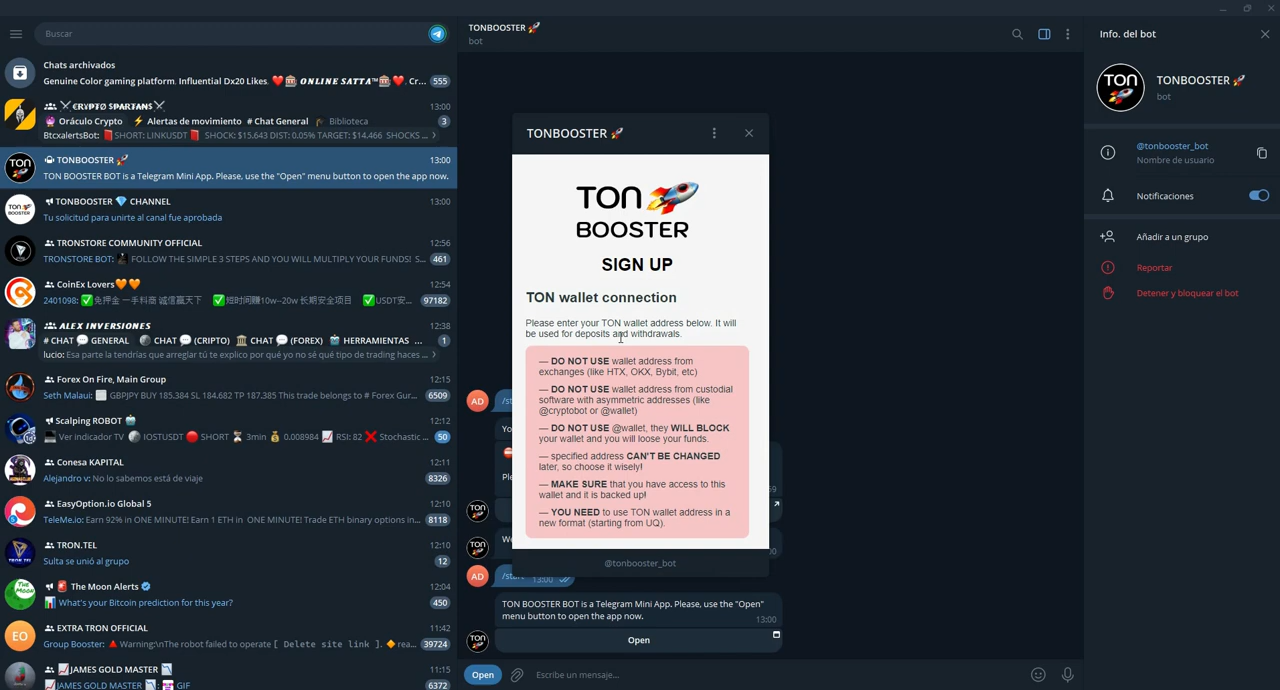 Buscar
Chats archivados
Genuine Color gaming platform. Influential Dx20 Likes. ❤️🎰 𝑶𝑵𝑳𝑰𝑵𝑬 𝑺𝑨𝑻𝑻𝑨™🎰 ❤️. Cr... 555
⚔️ €RYPTØ $PARTAN$ ⚔️ 13:00
🔮 Oráculo Crypto ⚡ Alertas de movimiento # Chat General 🎓 Biblioteca 3
BtcxalertsBot: 📕SHORT: LINKUSDT📕 SHOCK: $15.643 DIST: 0.05% TARGET: $14.466 SHOCKS ...
TONBOOSTER 🚀 13:00
TON BOOSTER BOT is a Telegram Mini App. Please, use the "Open" menu button to open the app now.
TONBOOSTER 💎 CHANNEL 13:00
Tu solicitud para unirte al canal fue aprobada
TRONSTORE COMMUNITY OFFICIAL 12:56
TRONSTORE BOT: FOLLOW THE SIMPLE 3 STEPS AND YOU WILL MULTIPLY YOUR FUNDS! S... 461
CoinEx Lovers🧡🧡 12:54
2401098: ✅免押金 一手料商 诚信赢天下 ✅短时间赚10w--20w 长期安全项目 ✅USDT安... 97182
𝑨𝑳𝑬𝑿 𝑰𝑵𝑽𝑬𝑹𝑺𝑰𝑶𝑵𝑬𝑺 12:38
# CHAT 💬 GENERAL CHAT 💬 (CRIPTO) 🏛️ CHAT 💬 (FOREX) HERRAMIENTAS ... 1
lucio: Esa parte la tendrías que arreglar tú te explico por qué yo no sé qué tipo de trading haces ...
Forex On Fire, Main Group 12:15
Seth Malaui: GBPJPY BUY 185.384 SL 184.682 TP 187.385 This trade belongs to # Forex Gur... 6509
Scalping ROBOT 🤖 12:12
Ver indicador TV IOSTUSDT 🔴 SHORT ⏳ 3min 💰 0.008984 📈 RSI: 82 ❌ Stochastic ... 50
Conesa KAPITAL 12:11
Alejandro v: No lo sabemos está de viaje 8326
EasyOption.io Global 5 12:10
TeleMe.io: Earn 92% in ONE MINUTE! Earn 1 ETH in ONE MINUTE! Trade ETH binary options in... 8118
TRON.TEL 12:10
Sulta se unió al grupo 12
🚨 The Moon Alerts 12:04
📊 What's your Bitcoin prediction for this year? 450
EXTRA TRON OFFICIAL 11:42
Group Booster: 🔺 Warning:\nThe robot failed to operate [ Delete site link ]. 🔸 rea... 39724
📈JAMES GOLD MASTER 📉 11:15
📈JAMES GOLD MASTER 📉: GIF 6372
TONBOOSTER 🚀
bot
TONBOOSTER 🚀
TON
BOOSTER
SIGN UP
TON wallet connection
Please enter your TON wallet address below. It will
be used for deposits and withdrawals.
— DO NOT USE wallet address from
exchanges (like HTX, OKX, Bybit, etc)
— DO NOT USE wallet address from custodial
software with asymmetric addresses (like
@cryptobot or @wallet)
— DO NOT USE @wallet, they WILL BLOCK
your wallet and you will loose your funds.
— specified address CAN'T BE CHANGED
later, so choose it wisely!
— MAKE SURE that you have access to this
wallet and it is backed up!
— YOU NEED to use TON wallet address in a
new format (starting from UQ).
@tonbooster_bot
AD
AD 13:00
TON BOOSTER BOT is a Telegram Mini App. Please, use the "Open"
menu button to open the app now.
13:00
Open
Open
Escribe un mensaje...
Info. del bot
TON
TONBOOSTER 🚀
bot
@tonbooster_bot
Nombre de usuario
Notificaciones
Añadir a un grupo
Reportar
Detener y bloquear el bot